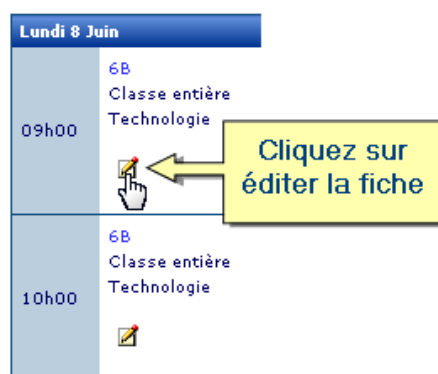 Lundi 8 Juin
09h00
6B
Classe entière
Technologie
Cliquez sur
éditer la fiche
10h00
6B
Classe entière
Technologie